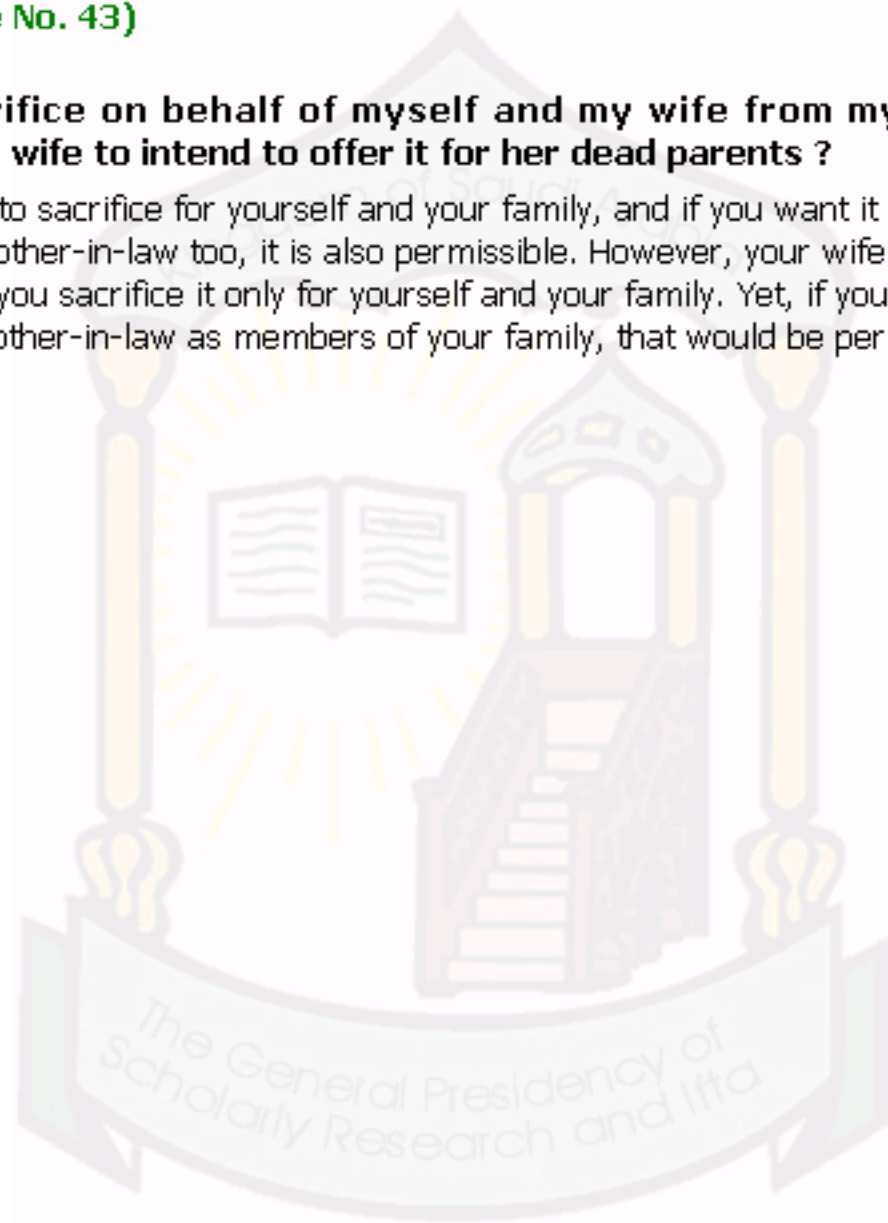 e No. 43)
rifice on behalf of myself and my wife from my
wife to intend to offer it for her dead parents ?
to sacrifice for yourself and your family, and if you want it
other-in-law too, it is also permissible. However, your wife
you sacrifice it only for yourself and your family. Yet, if you
other-in-law as members of your family, that would be per
Kingdom of Saudi Arabia
The General Presidency of
Scholarly Research and Ifta